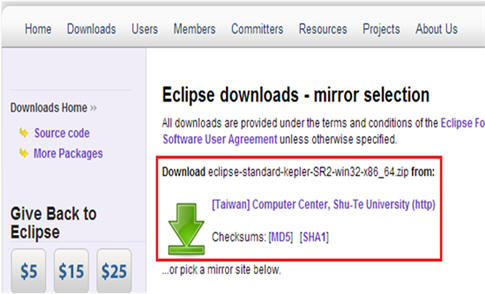 Home Downloads Users Members Committers Resources Projects About Us
Downloads Home »
Source code
More Packages
Give Back to
Eclipse
$5 $15 $25
Eclipse downloads - mirror selection
All downloads are provided under the terms and conditions of the Eclipse Fo
Software User Agreement unless otherwise specified.
Download eclipse-standard-kepler-SR2-win32-x86_64.zip from:
[Taiwan] Computer Center, Shu-Te University (http)
Checksums: [MD5] [SHA1]
...or pick a mirror site below.